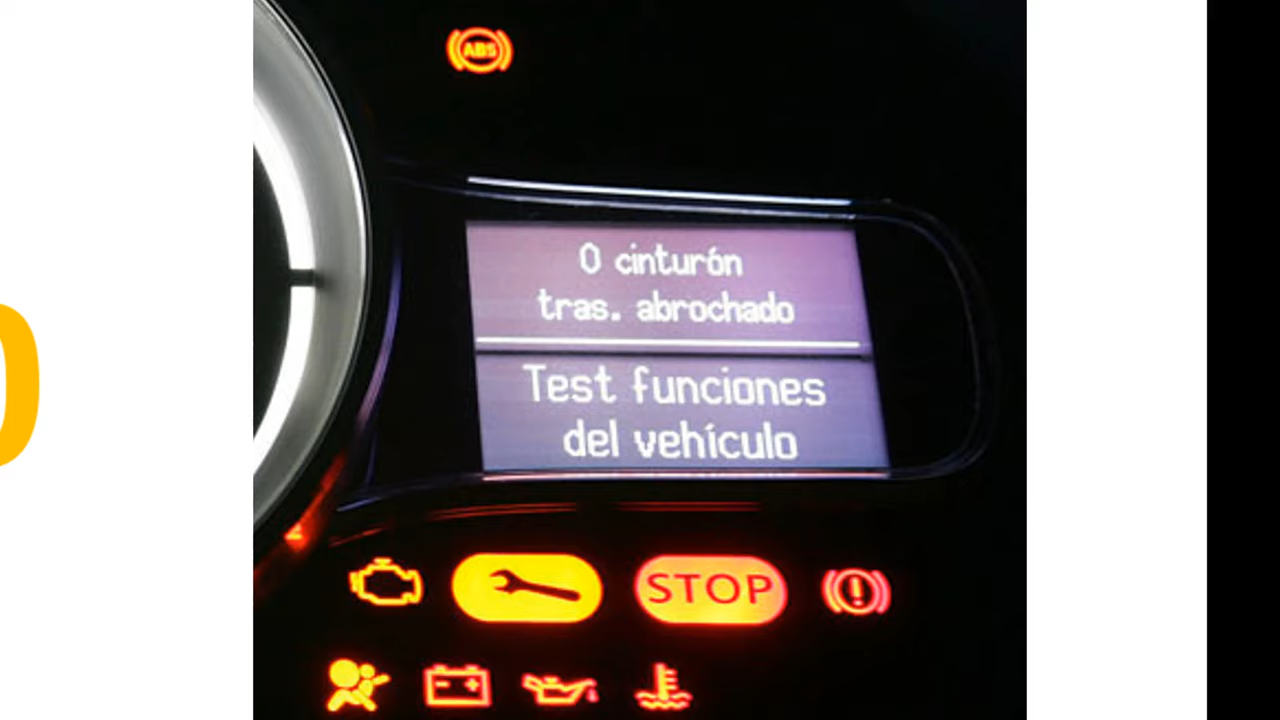 ABS
0 cinturón
tras. abrochado
Test funciones
del vehículo
STOP